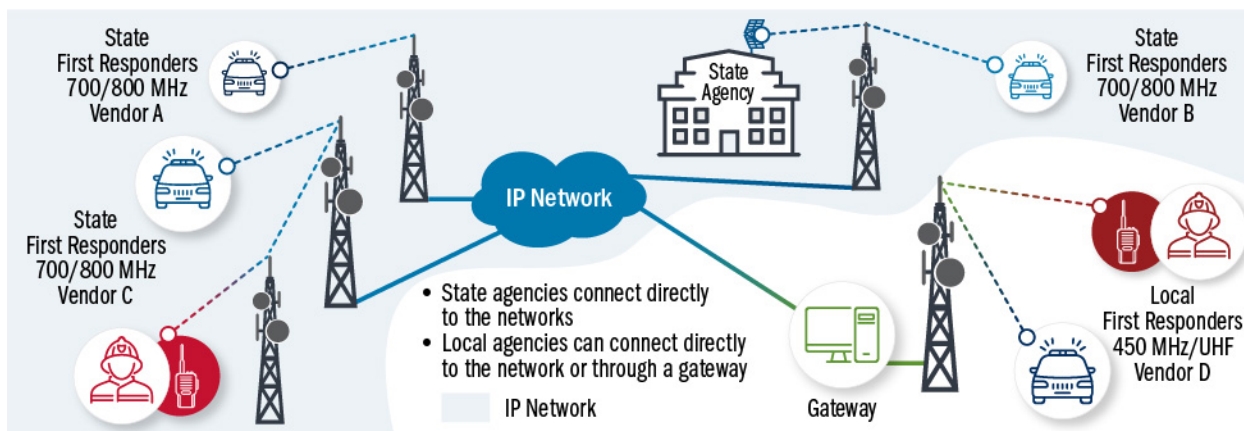 State
First Responders
700/800 MHz
Vendor A
State
Agency
State
First Responders
700/800 MHz
Vendor B
IP Network
State
First Responders
700/800 MHz
Vendor C
• State agencies connect directly
to the networks
• Local agencies can connect directly
to the network or through a gateway
IP Network
Gateway
Local
First Responders
450 MHz/UHF
Vendor D